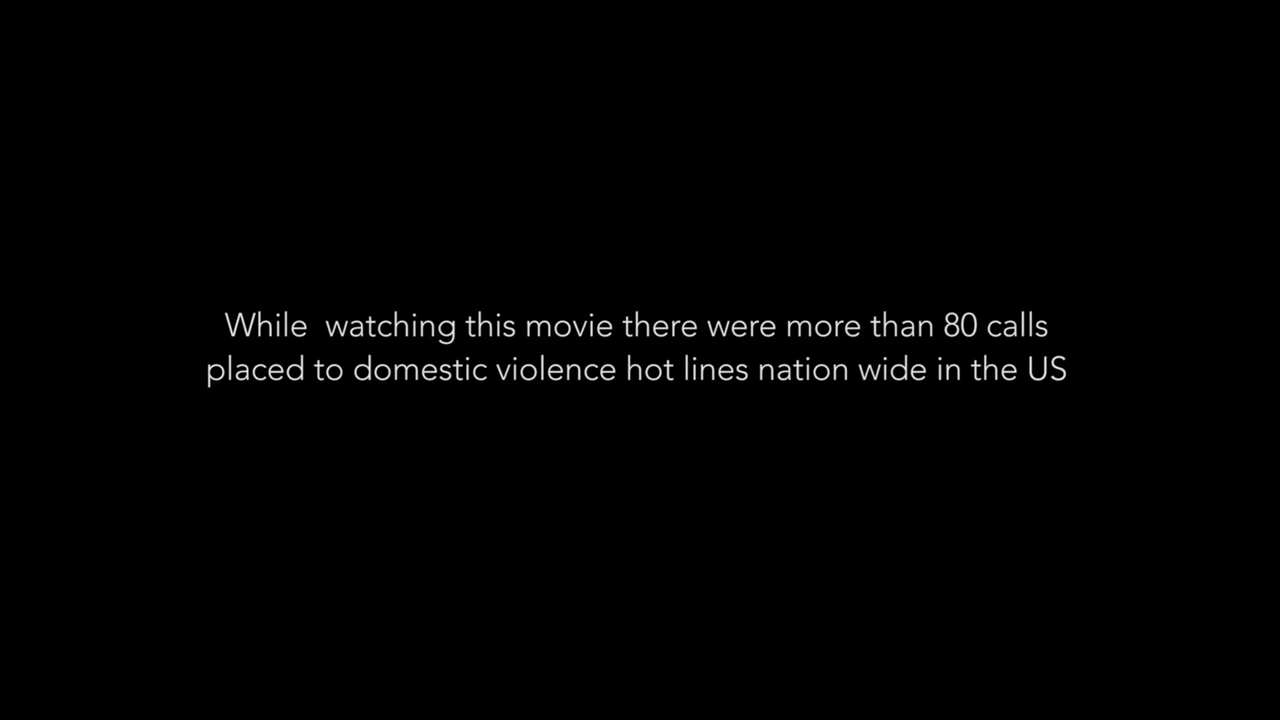 While  watching this movie there were more than 80 calls
placed to domestic violence hot lines nation wide in the US